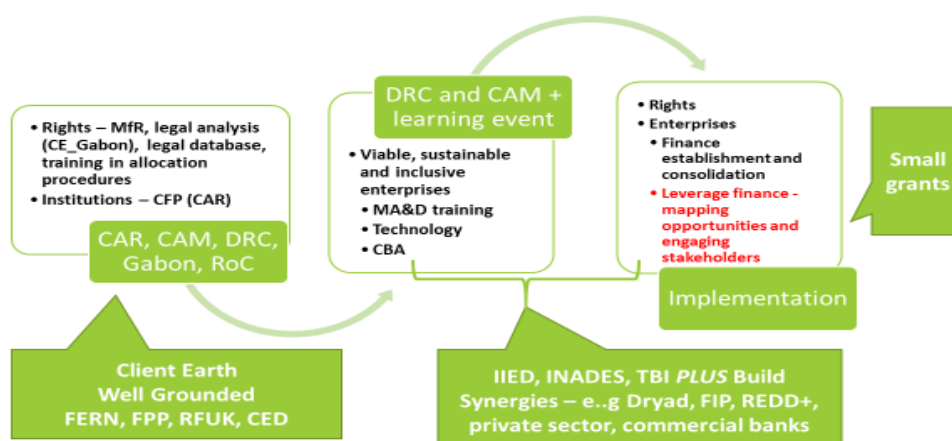 • Rights – MfR, legal analysis
(CE_Gabon), legal database,
training in allocation
procedures
• Institutions – CFP (CAR)
CAR, CAM, DRC,
Gabon, RoC
Client Earth
Well Grounded
FERN, FPP, RFUK, CED
DRC and CAM +
learning event
• Viable, sustainable
and inclusive
enterprises
• MA&D training
• Technology
• CBA
• Rights
• Enterprises
• Finance
establishment and
consolidation
• Leverage finance -
mapping
opportunities and
engaging
stakeholders
Implementation
Small
grants
IIED, INADES, TBI PLUS Build
Synergies – e..g Dryad, FIP, REDD+,
private sector, commercial banks